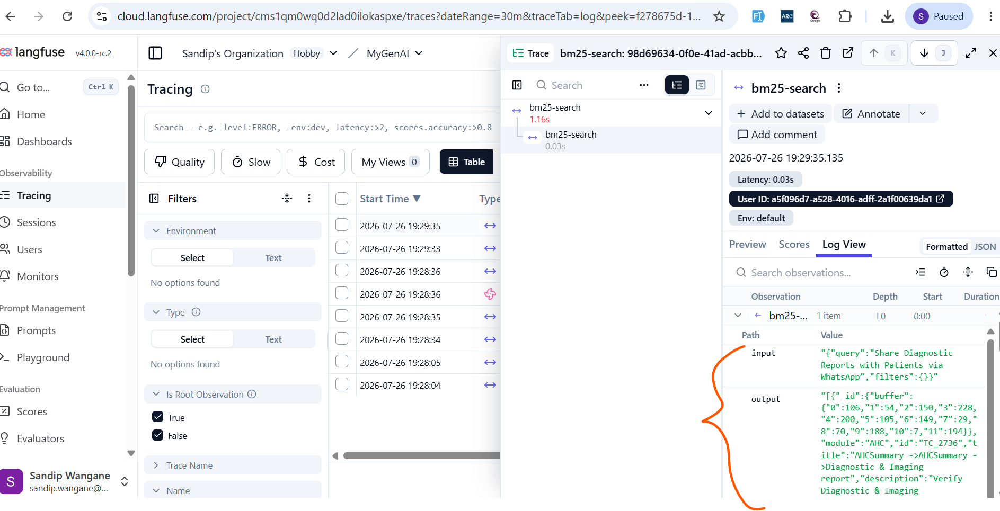 cloud.langfuse.com/project/cms1qm0wq0d2lad0ilokaspxe/traces?dateRange=30m&traceTab=log&peek=f278675d-1...
FI
ARC
S
Paused
langfuse
v4.0.0-rc.2
Sandip's Organization
Hobby
MyGenAI
Trace
bm25-search: 98d69634-0f0e-41ad-acbb...
K
J
Go to...
Ctrl K
Home
Dashboards
Observability
Tracing
Sessions
Users
Monitors
Prompt Management
Prompts
Playground
Evaluation
Scores
Evaluators
S
Sandip Wangane
sandip.wangane@...
Tracing
Search — e.g. level:ERROR, -env:dev, latency:>2, scores.accuracy:>0.8
Quality
Slow
Cost
My Views 0
Table
Filters
Environment
Select
Text
No options found
Type
Select
Text
No options found
Is Root Observation
True
False
Trace Name
Name
Start Time
Type
2026-07-26 19:29:35
2026-07-26 19:29:33
2026-07-26 19:28:36
2026-07-26 19:28:36
2026-07-26 19:28:35
2026-07-26 19:28:34
2026-07-26 19:28:05
2026-07-26 19:28:04
Search
bm25-search
1.16s
bm25-search
0.03s
bm25-search
Add to datasets
Annotate
Add comment
2026-07-26 19:29:35.135
Latency: 0.03s
User ID: a5f096d7-a528-4016-adff-2a1f00639da1
Env: default
Preview
Scores
Log View
Formatted
JSON
Search observations...
Observation
Depth
Start
Duration
bm25-...
1 item
L0
0:00
-
Path
Value
input
"{"query":"Share Diagnostic
Reports with Patients via
WhatsApp","filters":{}}"
output
"[{"_id":{"buffer":
{"0":106,"1":54,"2":150,"3":228,
"4":200,"5":105,"6":149,"7":29,"
8":70,"9":188,"10":7,"11":194}},
"module":"AHC","id":"TC_2736","t
itle":"AHCSummary ->AHCSummary -
>Diagnostic & Imaging
report","description":"Verify
Diagnostic & Imaging